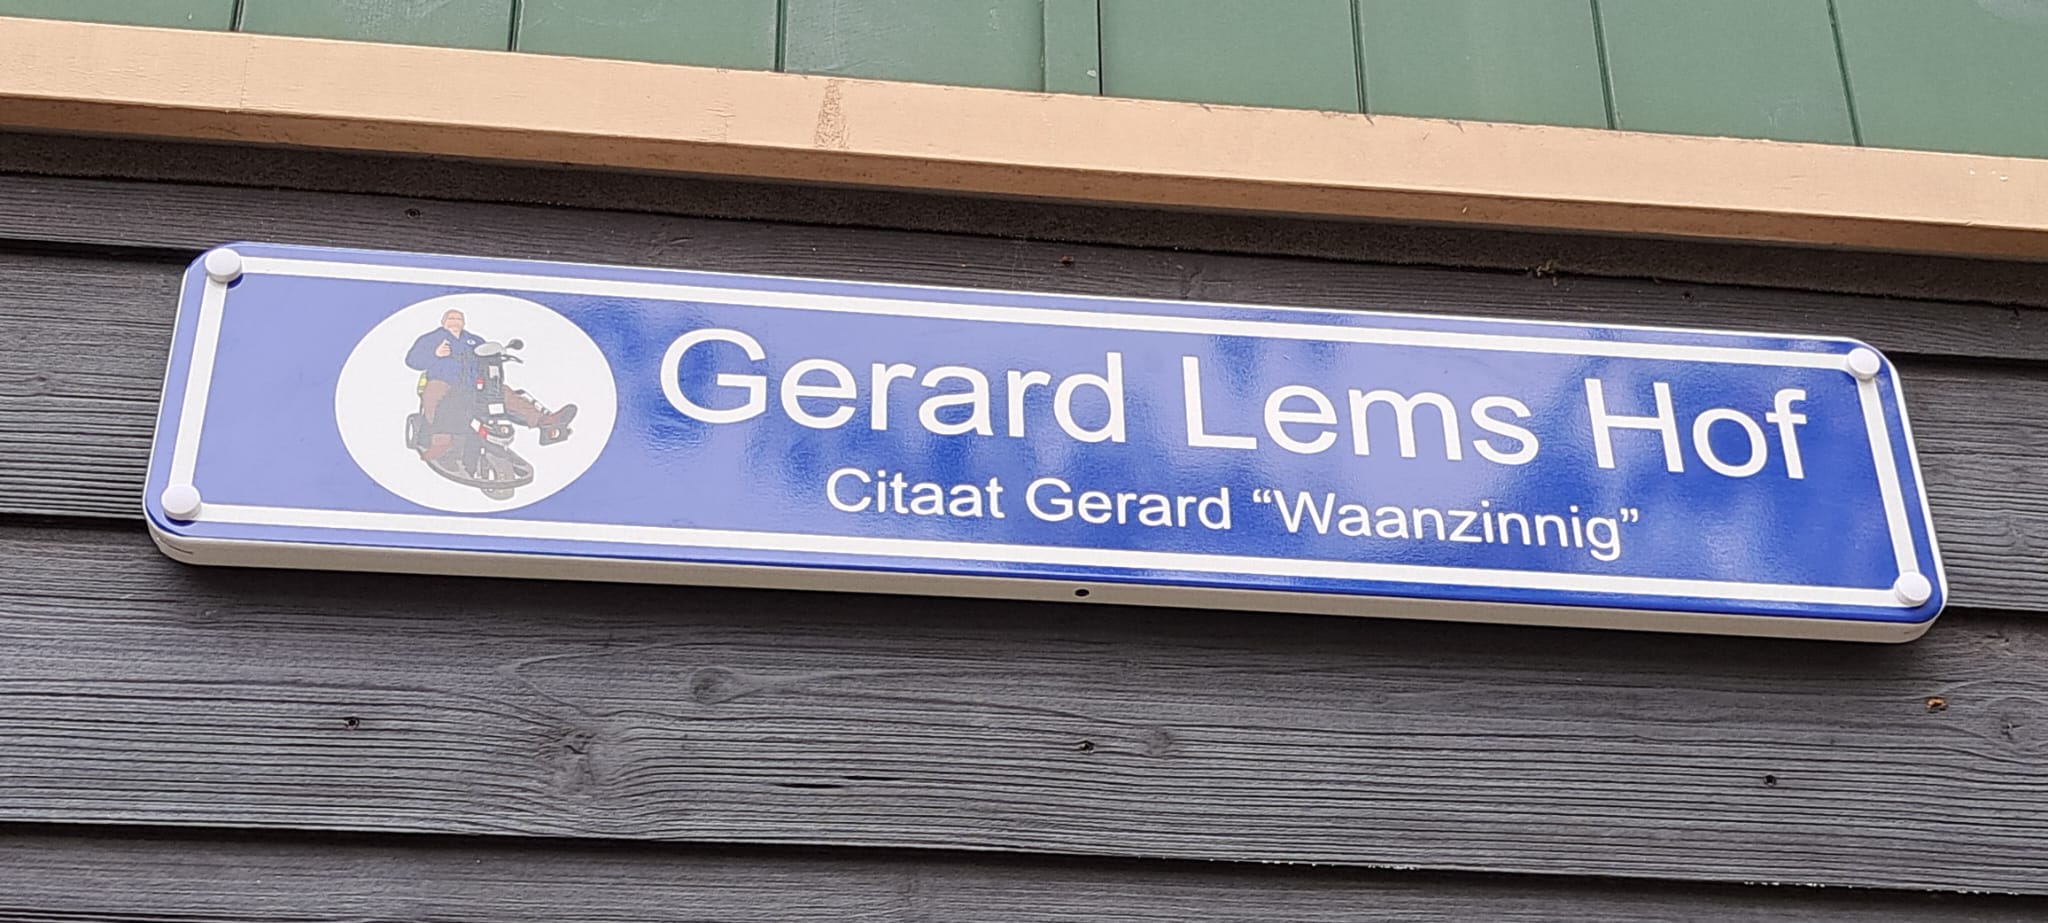 Gerard Lems Hof
Citaat Gerard “Waanzinnig”